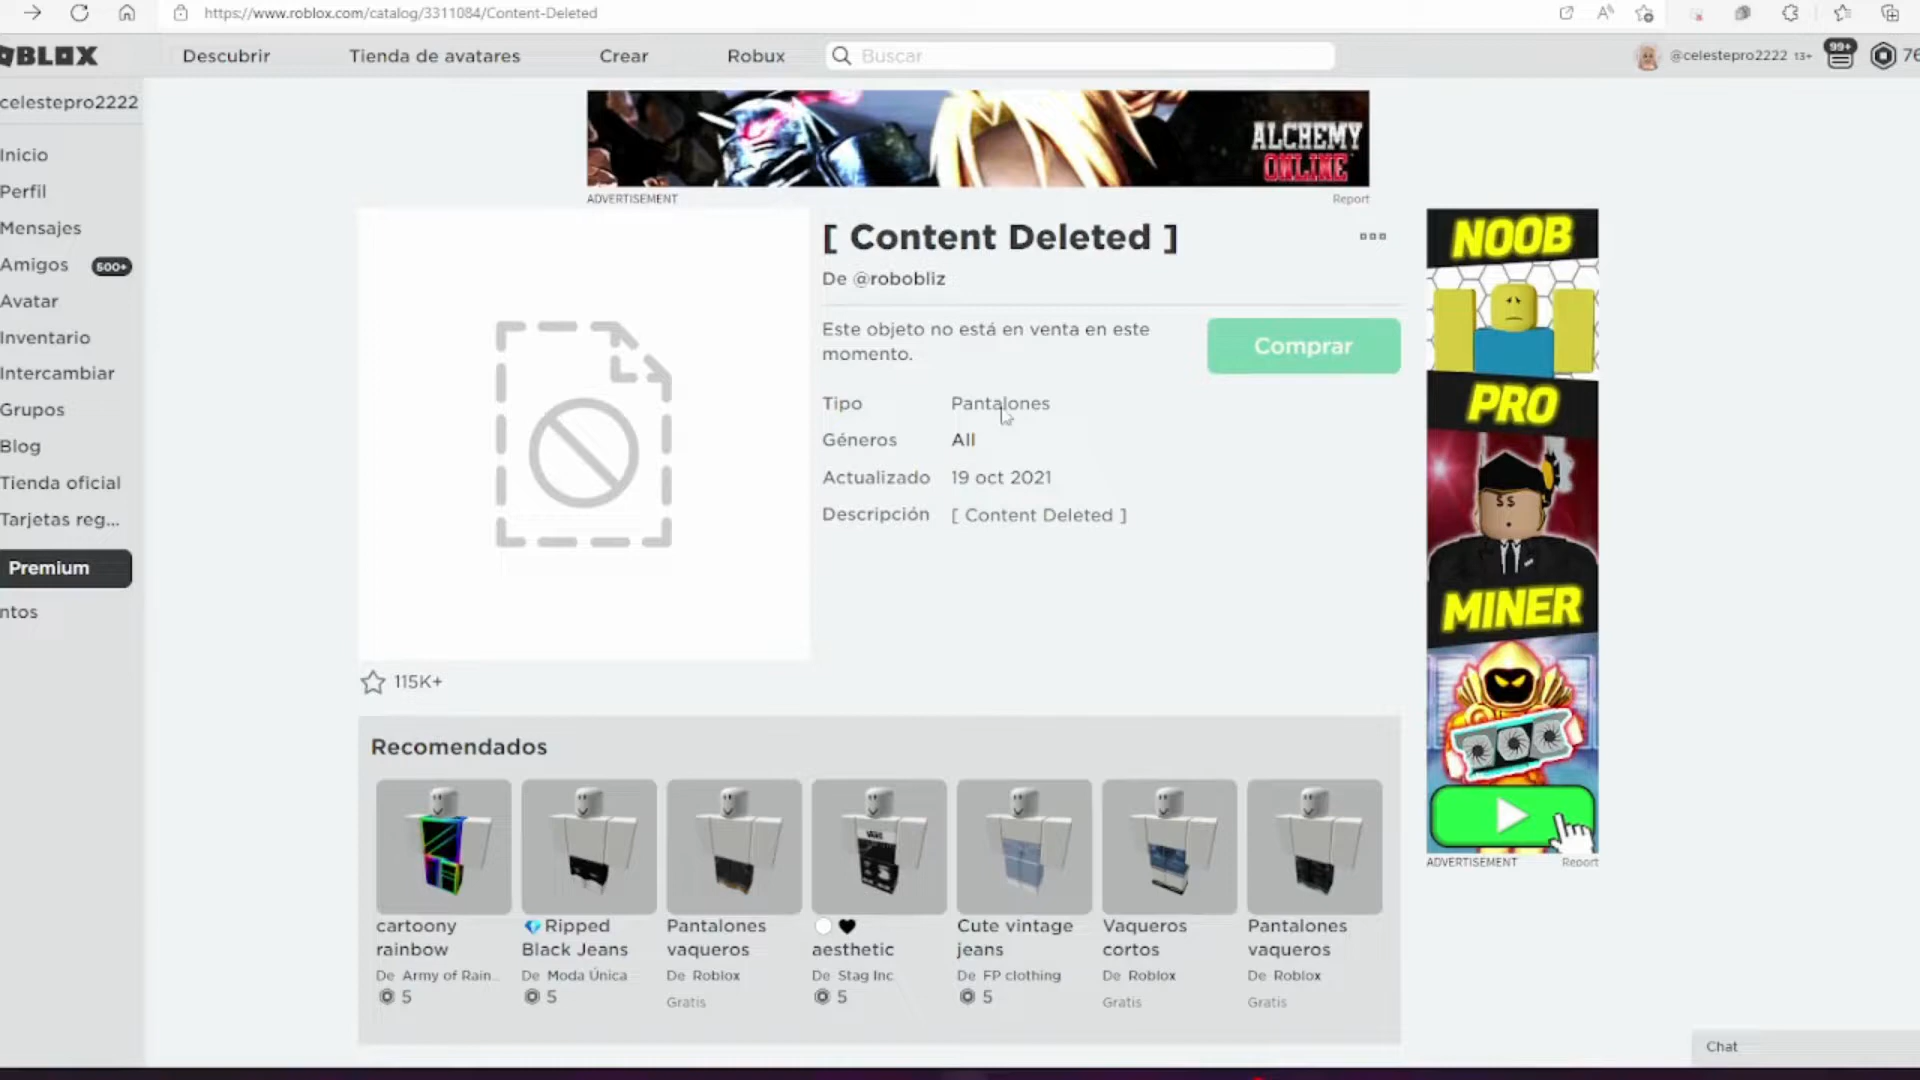 https://www.roblox.com/catalog/3311084/Content-Deleted
ROBLOX
Descubrir
Tienda de avatares
Crear
Robux
Buscar
@celestepro2222 13+
99+
76
celestepro2222
Inicio
Perfil
Mensajes
Amigos 500+
Avatar
Inventario
Intercambiar
Grupos
Blog
Tienda oficial
Tarjetas reg...
Premium
ntos
ALCHEMY
ONLINE
ADVERTISEMENT
Report
[ Content Deleted ]
De @robobliz
Este objeto no está en venta en este
momento.
Comprar
Tipo Pantalones
Géneros All
Actualizado 19 oct 2021
Descripción [ Content Deleted ]
115K+
NOOB
PRO
$$
MINER
ADVERTISEMENT
Report
Recomendados
cartoony
rainbow
De Army of Rain...
5
Ripped
Black Jeans
De Moda Única
5
Pantalones
vaqueros
De Roblox
Gratis
VANS
aesthetic
De Stag Inc
5
Cute vintage
jeans
De FP clothing
5
Vaqueros
cortos
De Roblox
Gratis
Pantalones
vaqueros
De Roblox
Gratis
Chat